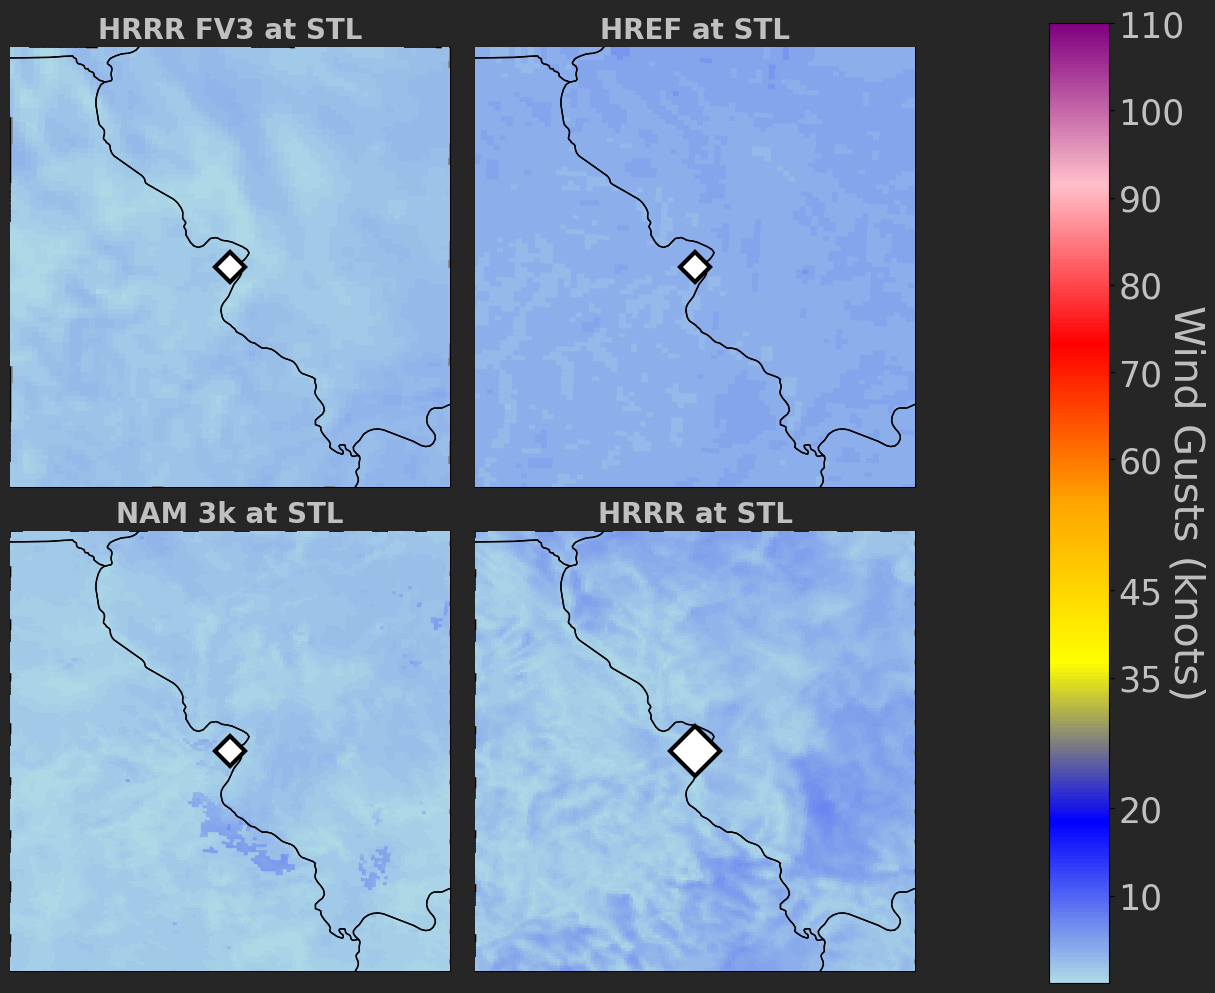 HRRR FV3 at STL
HREF at STL
NAM 3k at STL
HRRR at STL
110
100
90
80
70
60
45
35
20
10
Wind Gusts (knots)